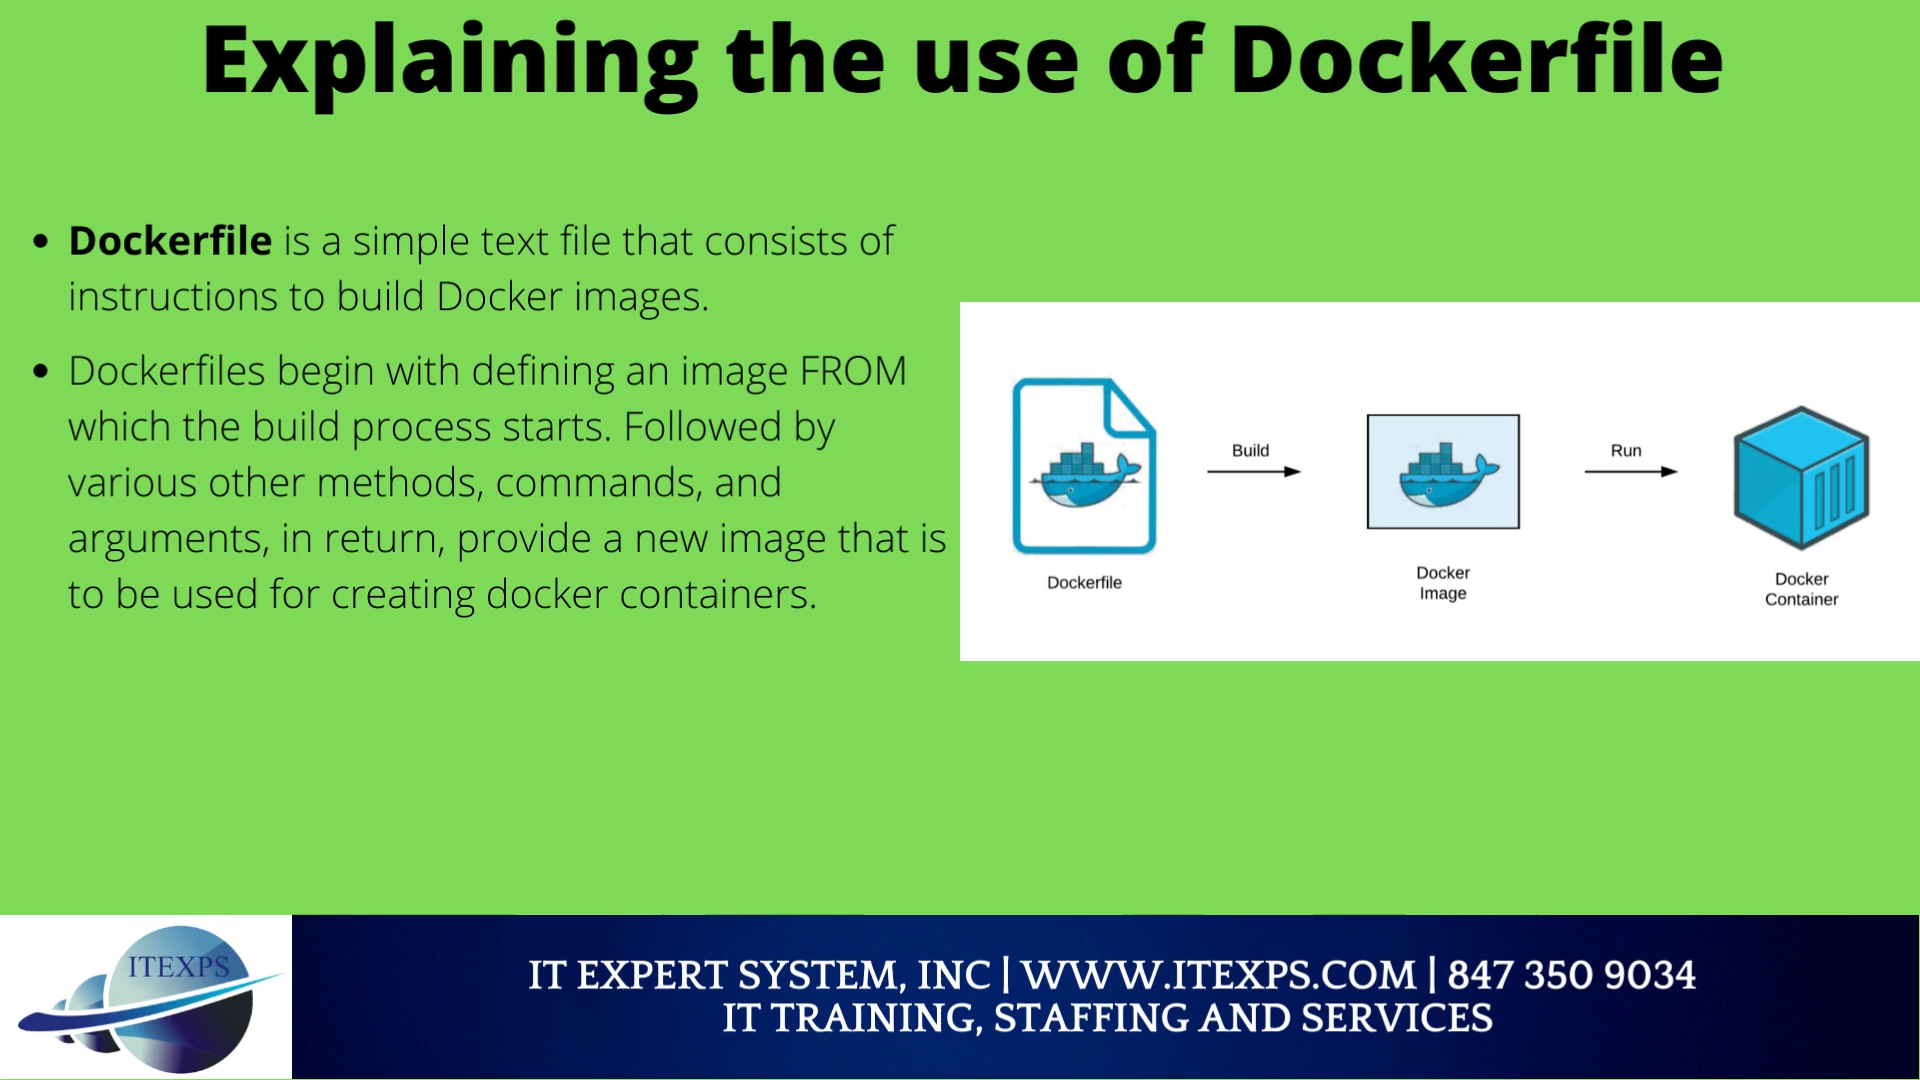 Explaining the use of Dockerfile
• Dockerfile is a simple text file that consists of
instructions to build Docker images.
• Dockerfiles begin with defining an image FROM
which the build process starts. Followed by
various other methods, commands, and
arguments, in return, provide a new image that is
to be used for creating docker containers.
Build
Run
Dockerfile
Docker
Image
Docker
Container
ITEXPS
IT EXPERT SYSTEM, INC | WWW.ITEXPS.COM | 847 350 9034
IT TRAINING, STAFFING AND SERVICES